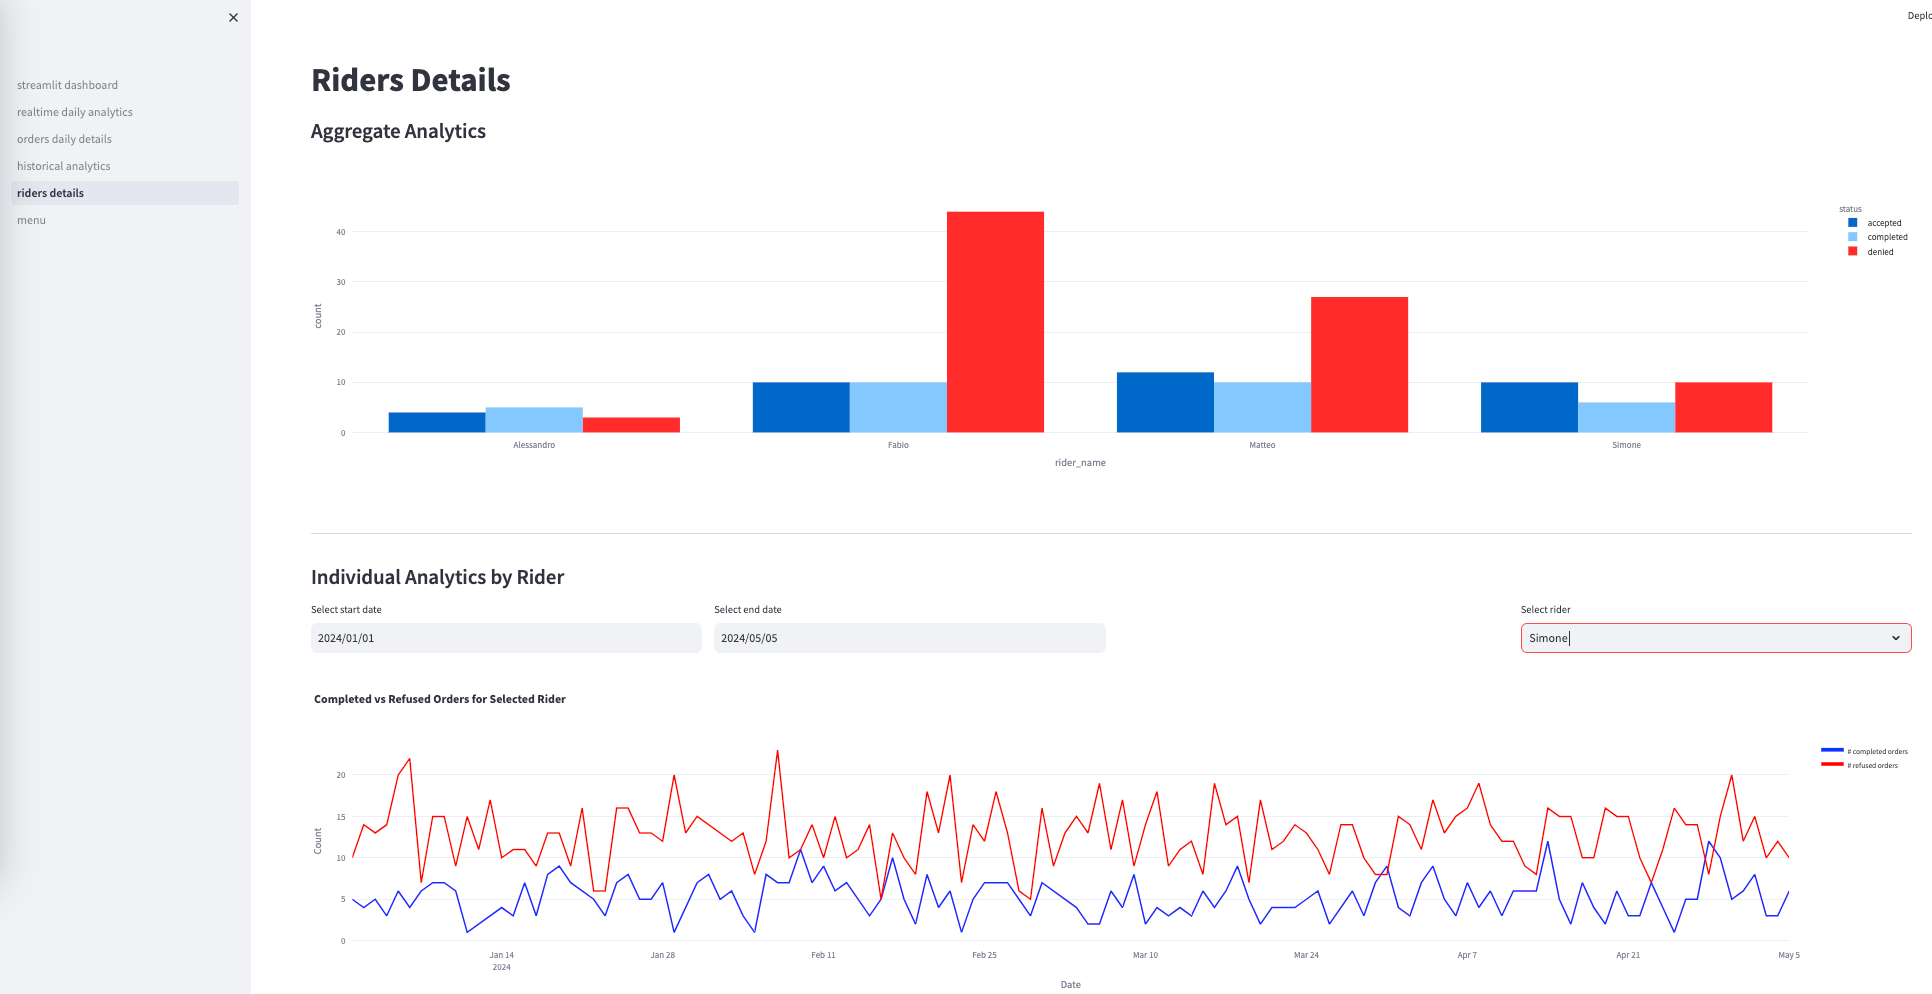 Deplo
streamlit dashboard
realtime daily analytics
orders daily details
historical analytics
riders details
menu
Riders Details
Aggregate Analytics
status
accepted
completed
denied
count
40
30
20
10
0
Alessandro Fabio Matteo Simone
rider_name
Individual Analytics by Rider
Select start date Select end date Select rider
2024/01/01 2024/05/05 Simone
Completed vs Refused Orders for Selected Rider
# completed orders
# refused orders
Count
20
15
10
5
0
Jan 14 Jan 28 Feb 11 Feb 25 Mar 10 Mar 24 Apr 7 Apr 21 May 5
2024
Date